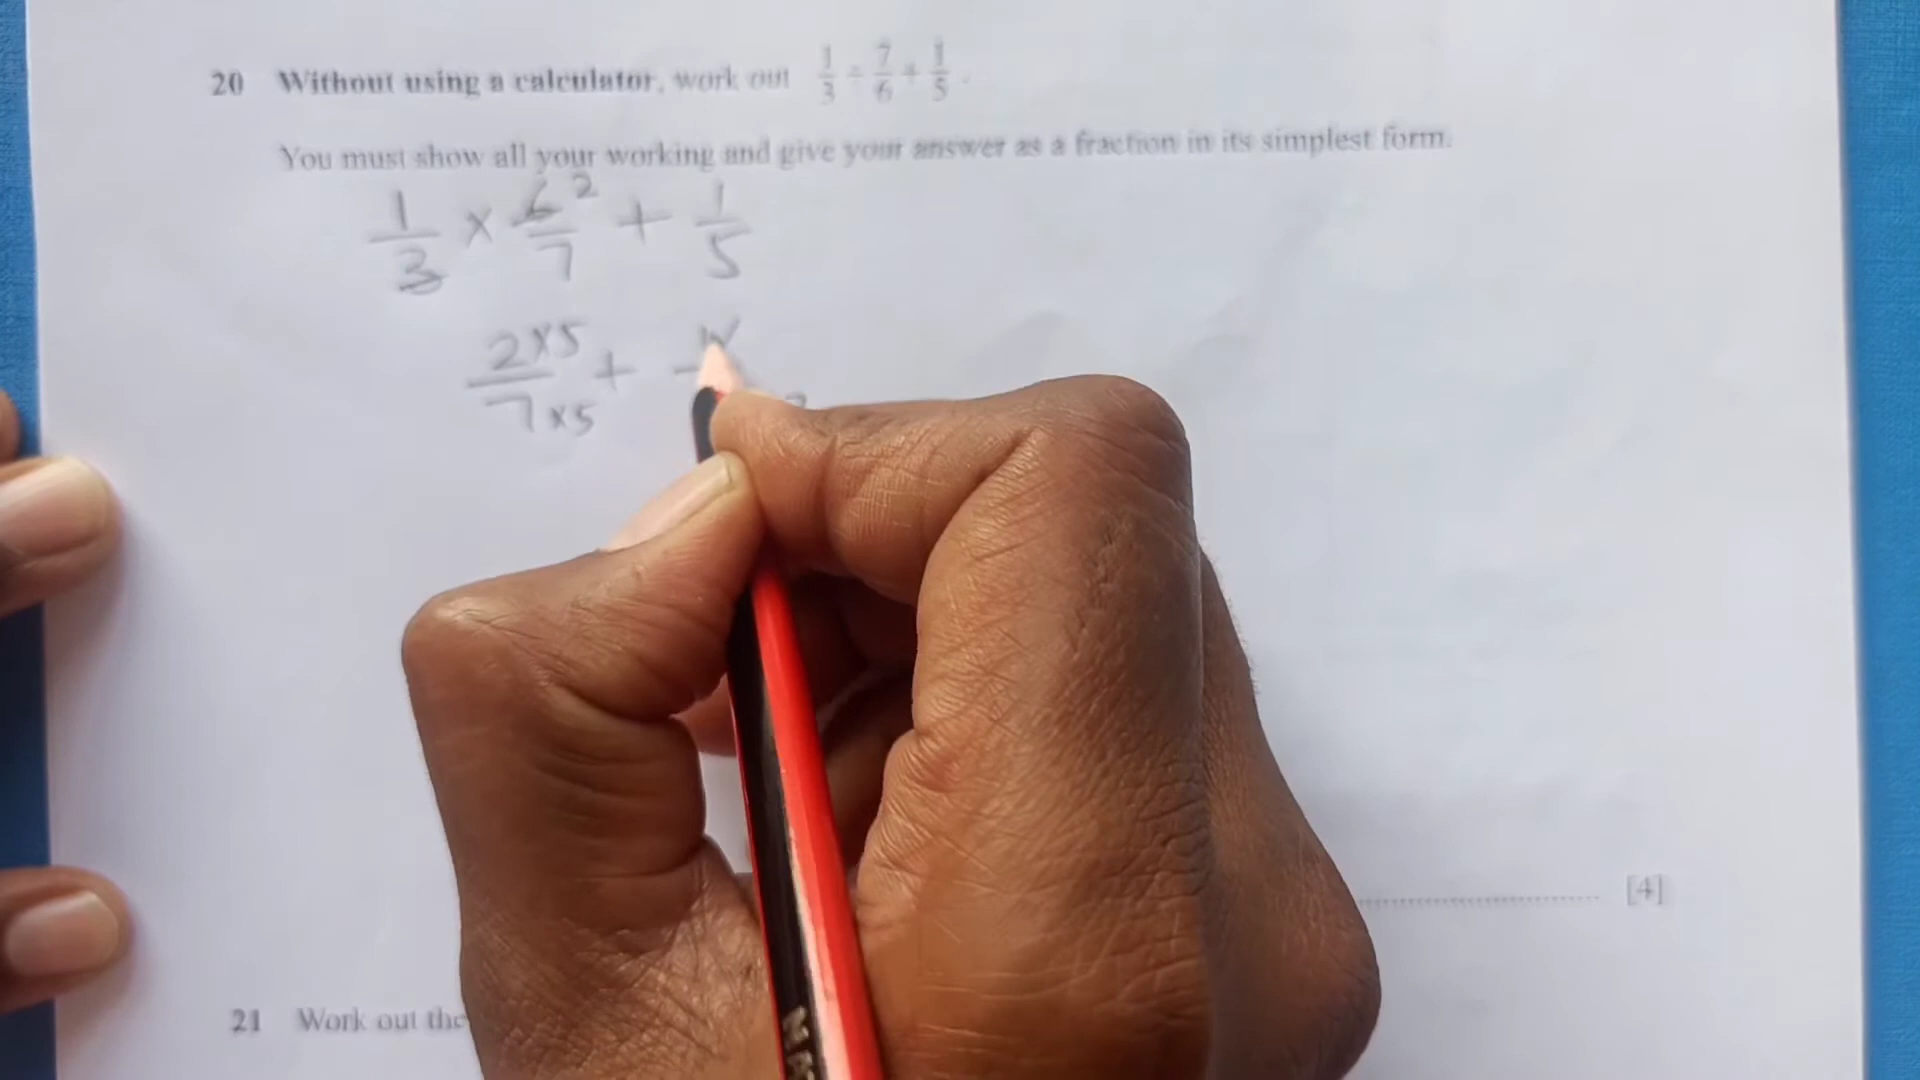 20 Without using a calculator, work out 1/3 ÷ 7/6 + 1/5 .
You must show all your working and give your answer as a fraction in its simplest form.
1/3 × 6/7 2 + 1/5
2×5/7×5 +
[4]
21 Work out the